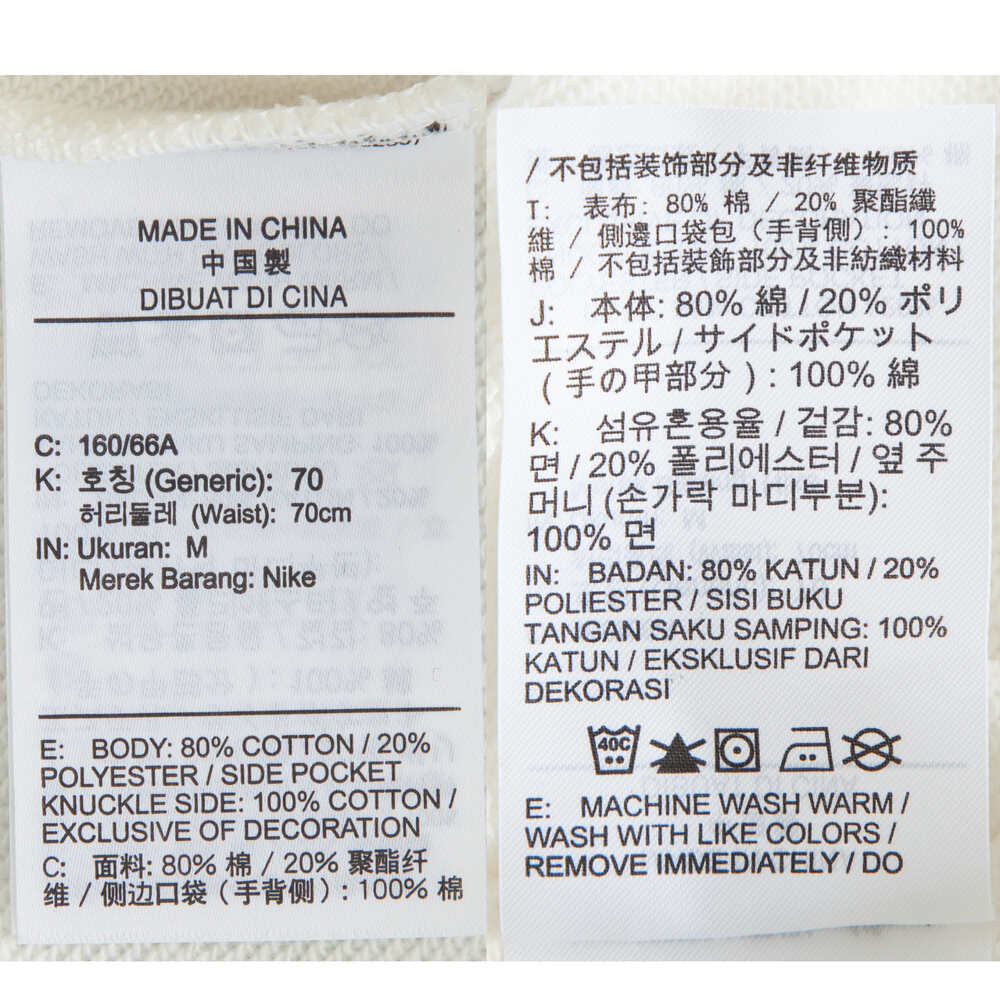 MADE IN CHINA
中国製
DIBUAT DI CINA
C: 160/66A
K: 호칭 (Generic): 70
허리둘레 (Waist): 70cm
IN: Ukuran: M
Merek Barang: Nike
E: BODY: 80% COTTON / 20%
POLYESTER / SIDE POCKET
KNUCKLE SIDE: 100% COTTON /
EXCLUSIVE OF DECORATION
C: 面料: 80% 棉 / 20% 聚酯纤
维 / 侧边口袋（手背侧）: 100% 棉
/ 不包括装饰部分及非纤维物质
T: 表布: 80% 棉 / 20% 聚酯纖
維 / 側邊口袋包（手背側）: 100%
棉 / 不包括裝飾部分及非紡織材料
J: 本体: 80% 綿 / 20% ポリ
エステル / サイドポケット
( 手の甲部分 ) : 100% 綿
K: 섬유혼용율 / 겉감: 80%
면 / 20% 폴리에스터 / 옆 주
머니 (손가락 마디부분):
100% 면
IN: BADAN: 80% KATUN / 20%
POLIESTER / SISI BUKU
TANGAN SAKU SAMPING: 100%
KATUN / EKSKLUSIF DARI
DEKORASI
40C
E: MACHINE WASH WARM /
WASH WITH LIKE COLORS /
REMOVE IMMEDIATELY / DO